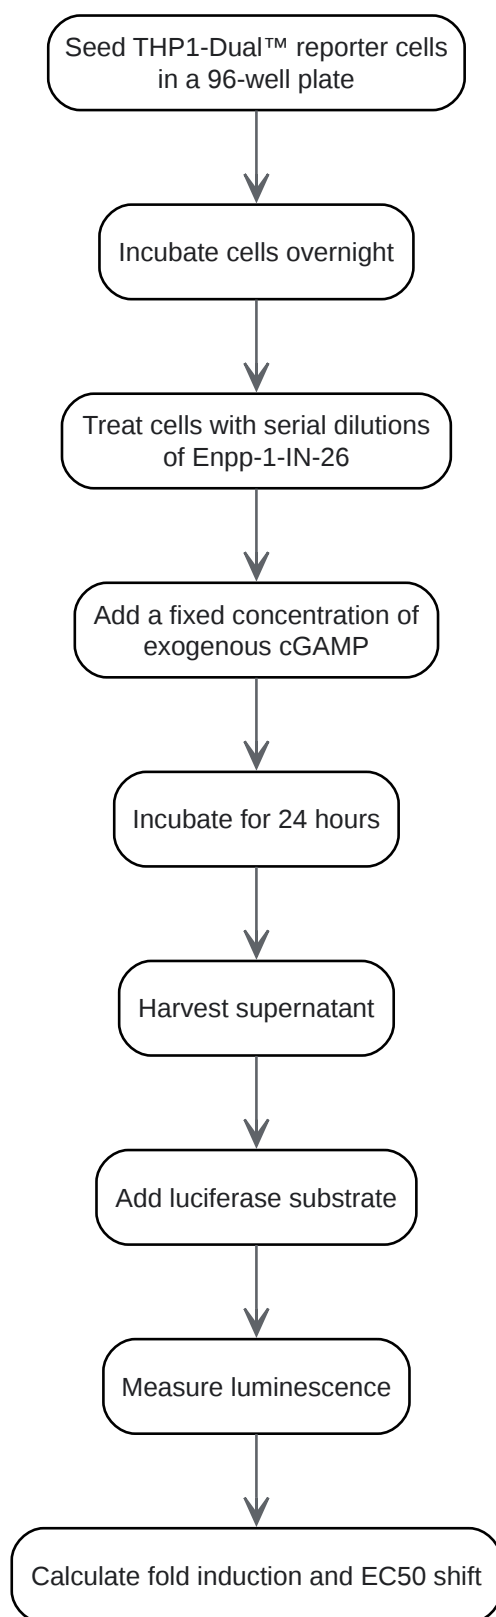 Seed THP1-Dual™ reporter cells
in a 96-well plate
Incubate cells overnight
Treat cells with serial dilutions
of Enpp-1-IN-26
Add a fixed concentration of
exogenous cGAMP
Incubate for 24 hours
Harvest supernatant
Add luciferase substrate
Measure luminescence
Calculate fold induction and EC50 shift